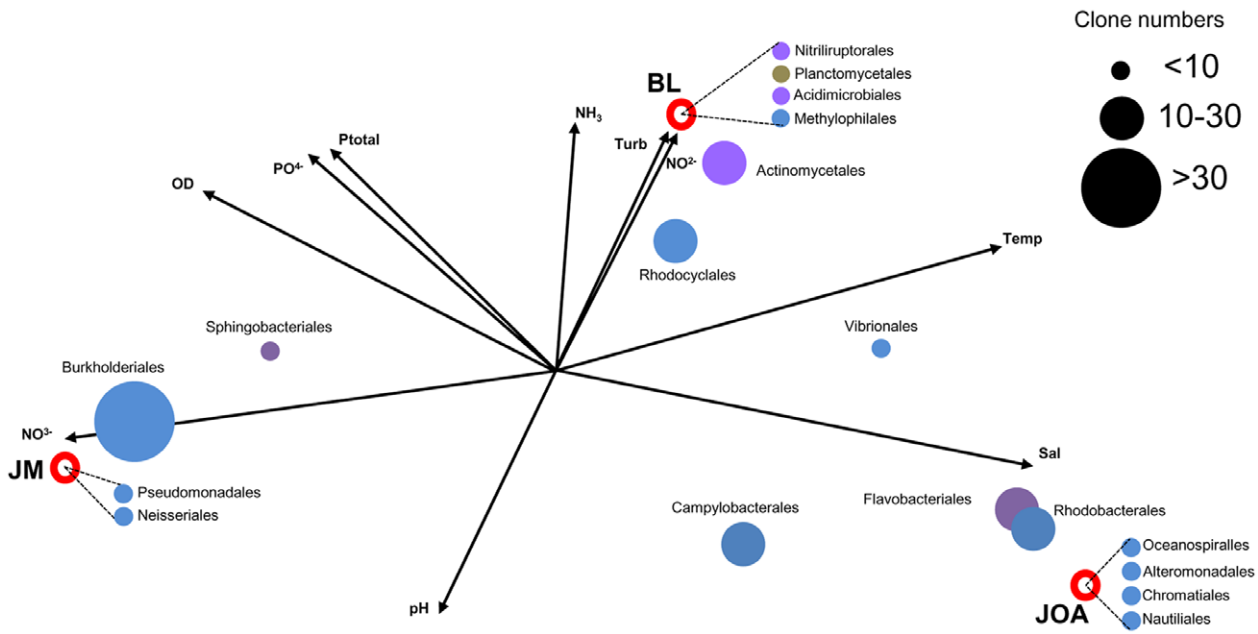 Clone numbers
<10
10-30
>30
Nitriliruptorales
Planctomycetales
Acidimicrobiales
Methylophilales
BL
NH₃
Turb
NO²⁻
Actinomycetales
Ptotal
PO⁴⁻
OD
Rhodocyclales
Temp
Sphingobacteriales
Vibrionales
Burkholderiales
NO³⁻
JM
Pseudomonadales
Neisseriales
Sal
Flavobacteriales
Rhodobacterales
Campylobacterales
Oceanospiralles
Alteromonadales
Chromatiales
Nautiliales
JOA
pH